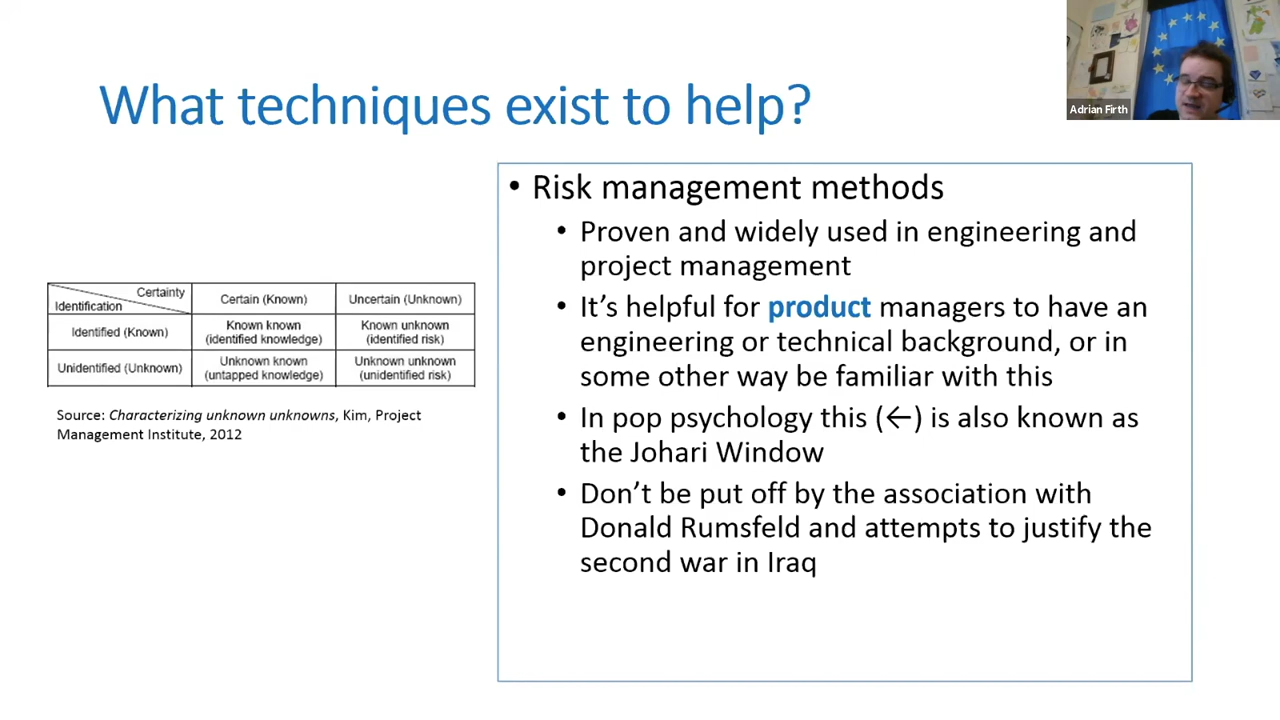 What techniques exist to help?
Adrian Firth
• Risk management methods
• Proven and widely used in engineering and
project management
• It's helpful for product managers to have an
engineering or technical background, or in
some other way be familiar with this
• In pop psychology this (←) is also known as
the Johari Window
• Don't be put off by the association with
Donald Rumsfeld and attempts to justify the
second war in Iraq
Certainty
Identification
Certain (Known)
Uncertain (Unknown)
Identified (Known)
Known known
(identified knowledge)
Known unknown
(identified risk)
Unidentified (Unknown)
Unknown known
(untapped knowledge)
Unknown unknown
(unidentified risk)
Source: Characterizing unknown unknowns, Kim, Project
Management Institute, 2012